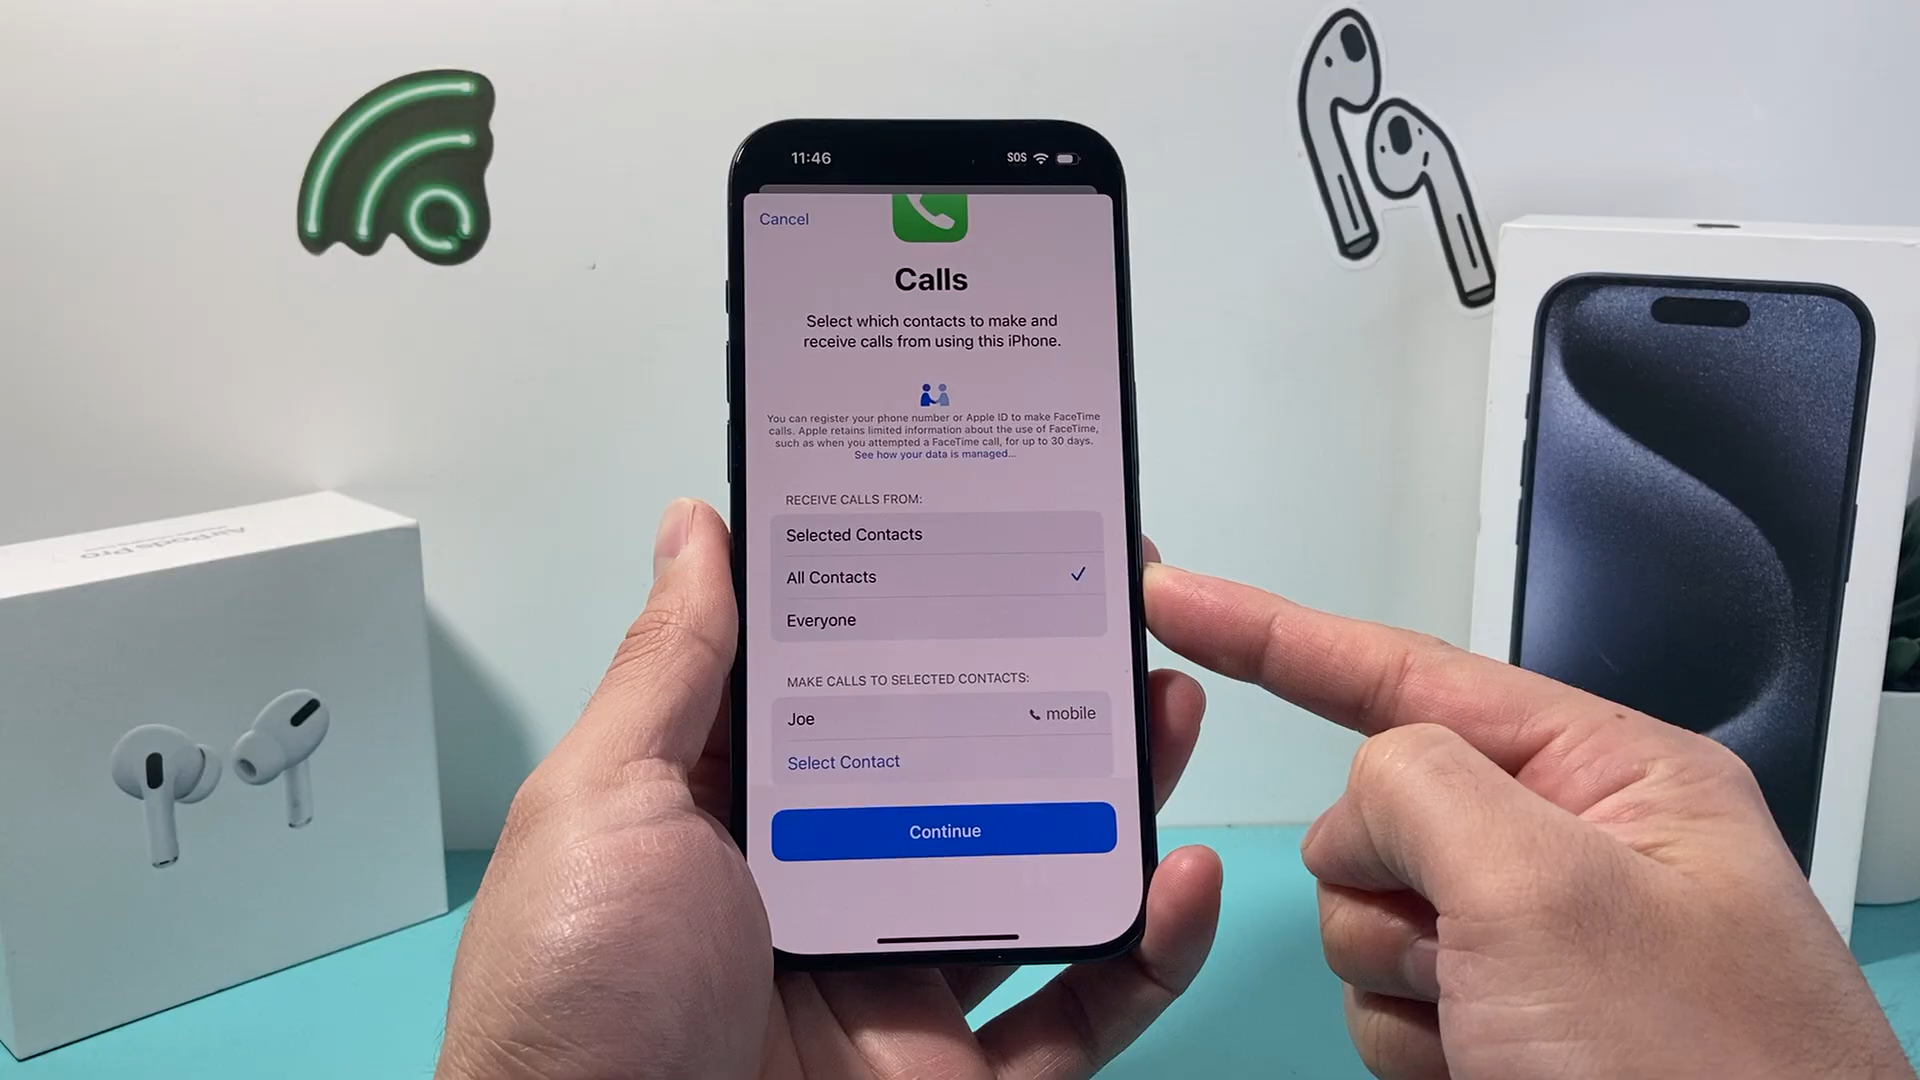 11:46
SOS
Cancel
Calls
Select which contacts to make and
receive calls from using this iPhone.
You can register your phone number or Apple ID to make FaceTime
calls. Apple retains limited information about the use of FaceTime,
such as when you attempted a FaceTime call, for up to 30 days.
See how your data is managed...
RECEIVE CALLS FROM:
Selected Contacts
All Contacts
Everyone
MAKE CALLS TO SELECTED CONTACTS:
Joe
mobile
Select Contact
Continue
AirPods Pro